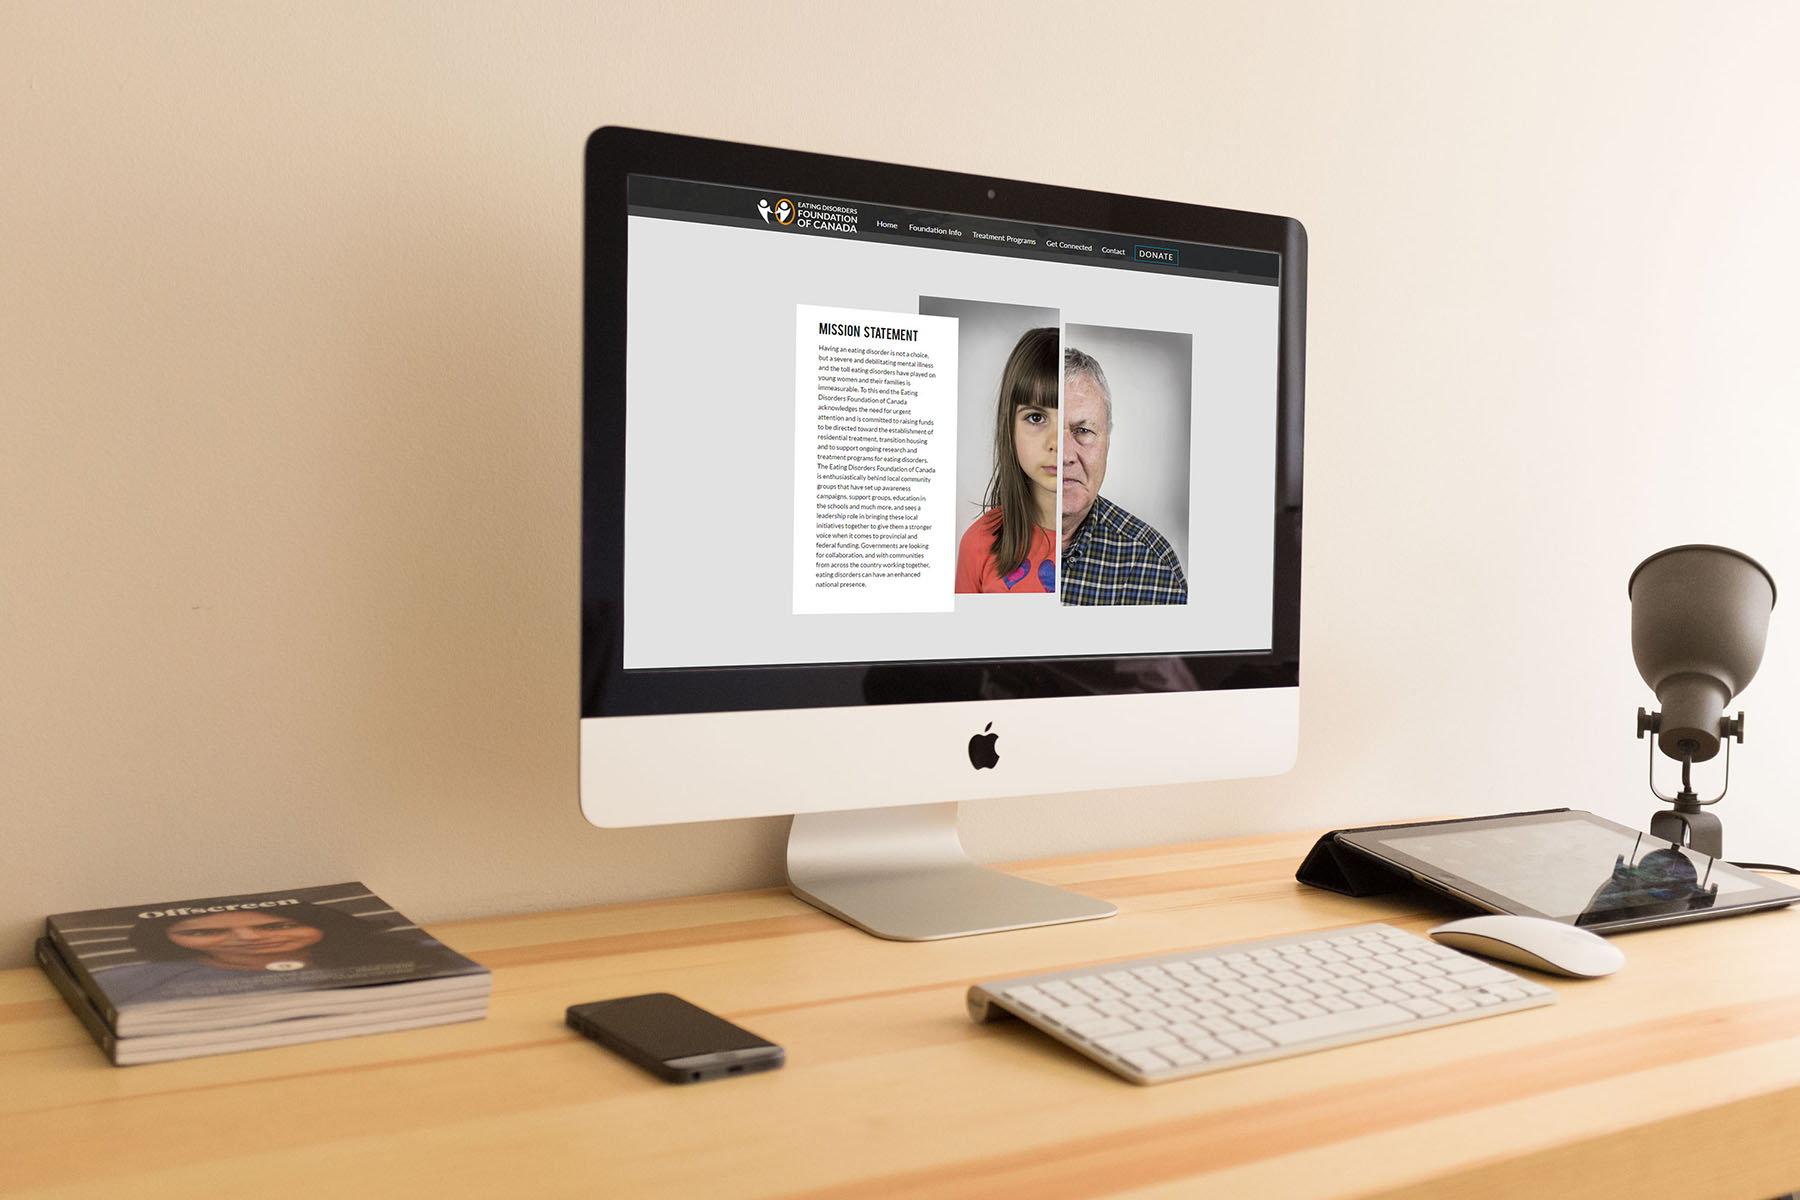 EATING DISORDERS
FOUNDATION
OF CANADA
Home
Foundation Info
Treatment Programs
Get Connected
Contact
DONATE
MISSION STATEMENT
Having an eating disorder is not a choice,
but a severe and debilitating mental illness
and the toll eating disorders have played on
young women and their families is
immeasurable. To this end the Eating
Disorders Foundation of Canada
acknowledges the need for urgent
attention and is committed to raising funds
to be directed toward the establishment of
residential treatment, transition housing
and to support ongoing research and
treatment programs for eating disorders.
The Eating Disorders Foundation of Canada
is enthusiastically behind local community
groups that have set up awareness
campaigns, support groups, education in
the schools and much more, and sees a
leadership role in bringing these local
initiatives together to give them a stronger
voice when it comes to provincial and
federal funding. Governments are looking
for collaboration, and with communities
from across the country working together,
eating disorders can have an enhanced
national presence.
Offscreen